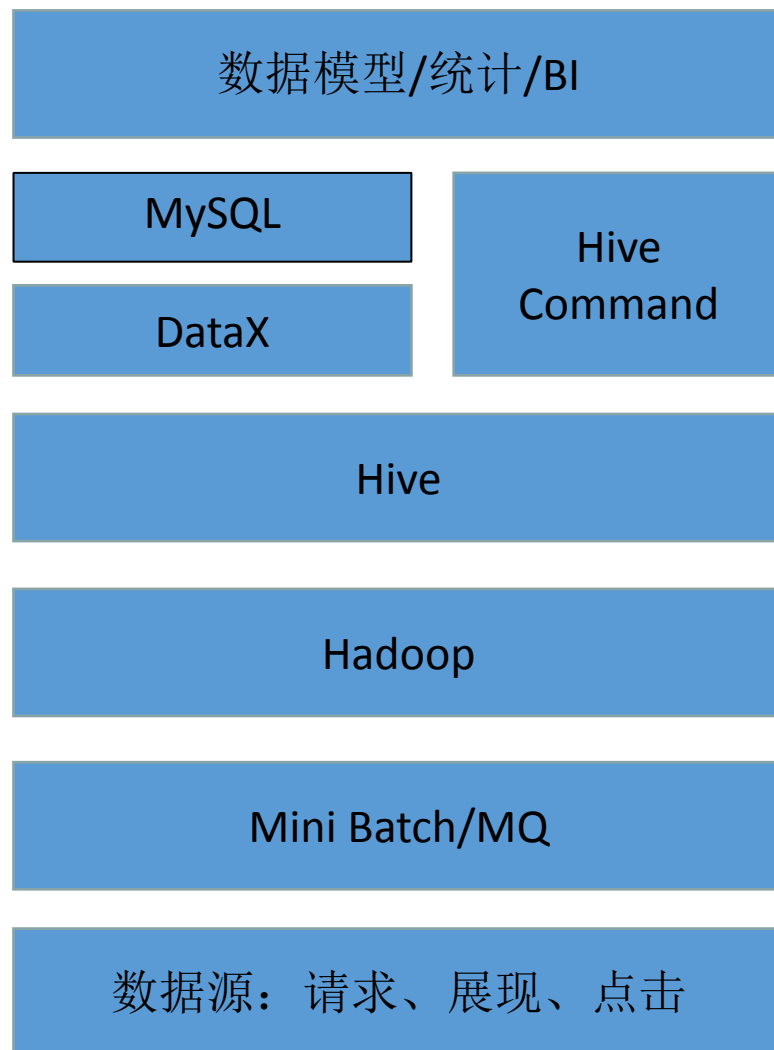 数据模型/统计/BI
MySQL
DataX
Hive
Command
Hive
Hadoop
Mini Batch/MQ
数据源：请求、展现、点击